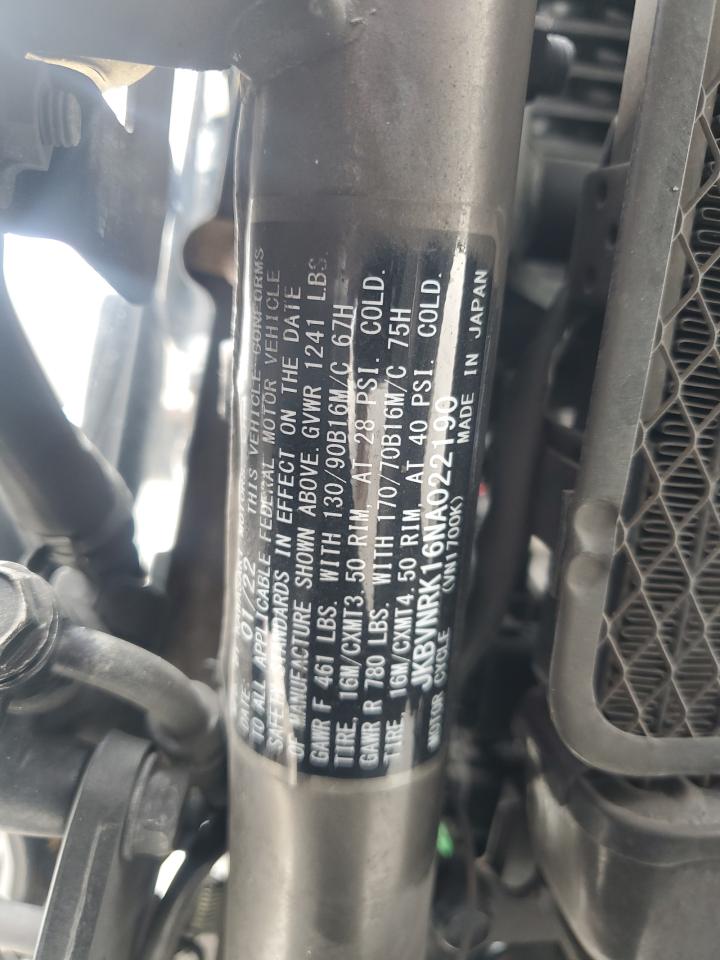 DATE: 01/22 THIS VEHICLE CONFORMS
TO ALL APPLICABLE FEDERAL MOTOR VEHICLE
SAFETY STANDARDS IN EFFECT ON THE DATE
OF MANUFACTURE SHOWN ABOVE. GVWR 1241 LBS.
GAWR F 461 LBS. WITH 130/90B16M/C 67H
TIRE, 16M/CXMT3.50 RIM, AT 28 PSI. COLD.
GAWR R 780 LBS. WITH 170/70B16M/C 75H
TIRE, 16M/CXMT4.50 RIM, AT 40 PSI. COLD.
JKBVNRK16NA022190
MOTOR CYCLE (VN1700K) MADE IN JAPAN